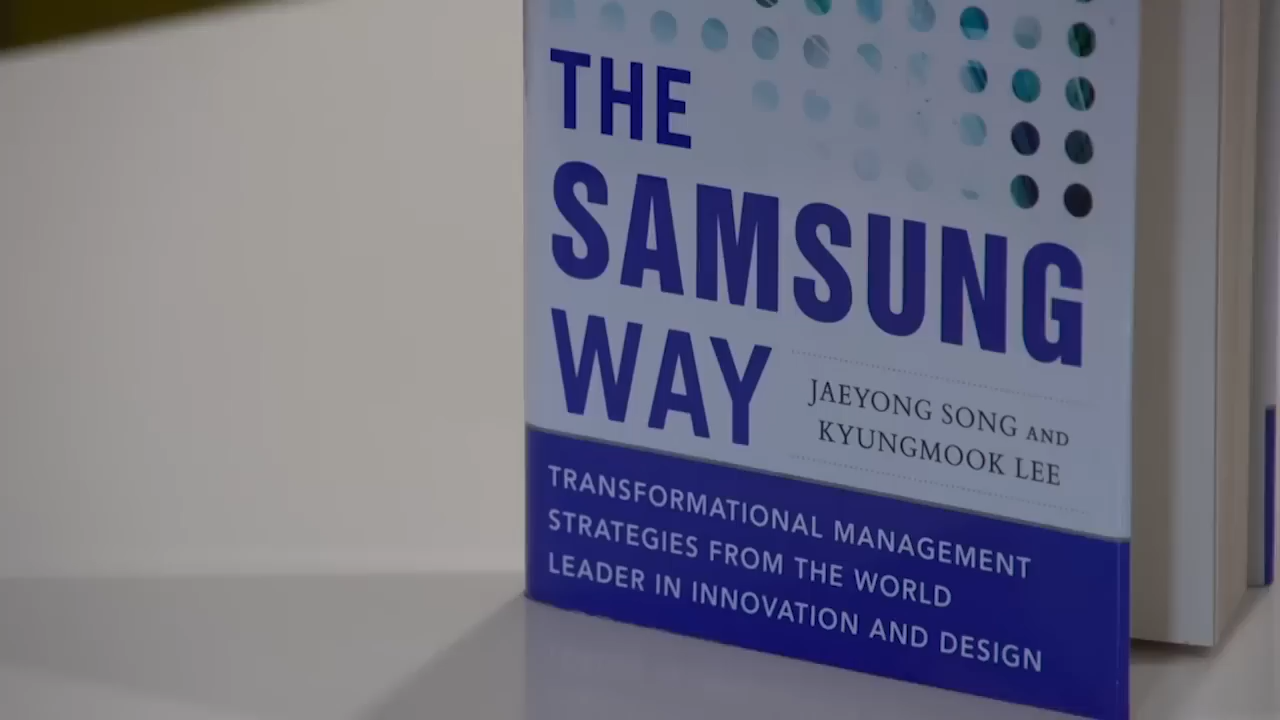 THE
SAMSUNG
WAY
JAEYONG SONG AND
KYUNGMOOK LEE
TRANSFORMATIONAL MANAGEMENT
STRATEGIES FROM THE WORLD
LEADER IN INNOVATION AND DESIGN